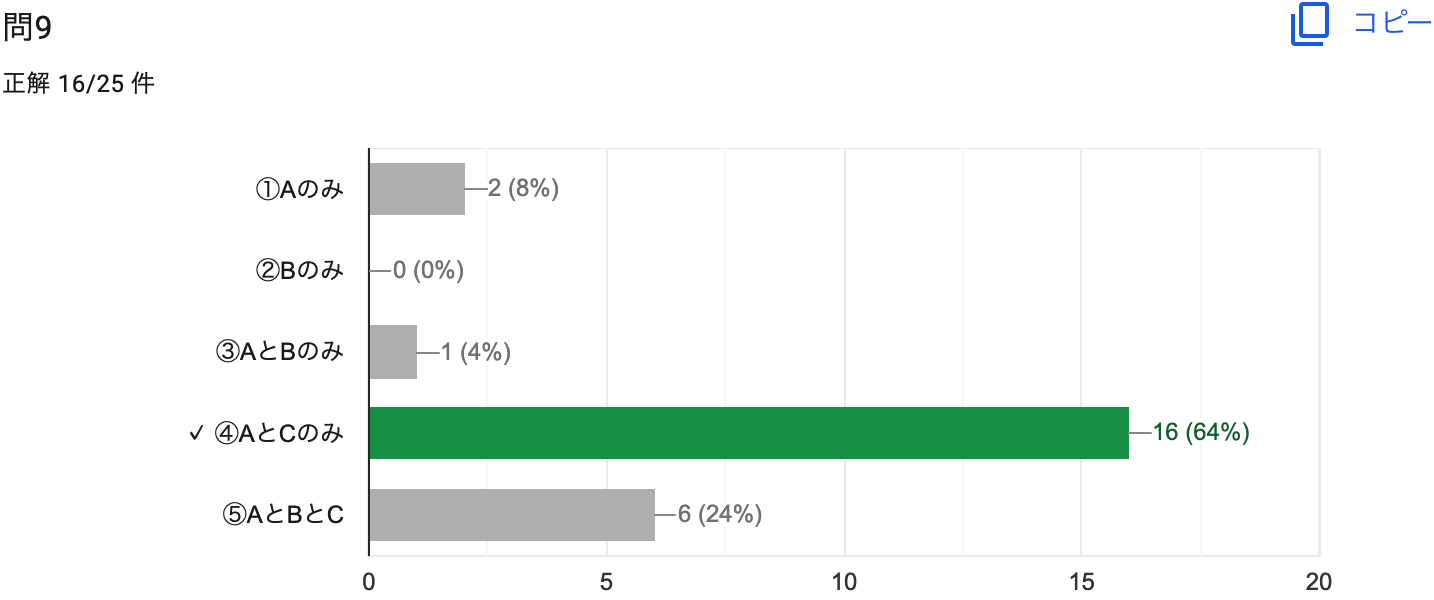 問9
コピー
正解 16/25 件
①Aのみ
2 (8%)
②Bのみ
0 (0%)
③AとBのみ
1 (4%)
✓ ④AとCのみ
16 (64%)
⑤AとBとC
6 (24%)
0 5 10 15 20